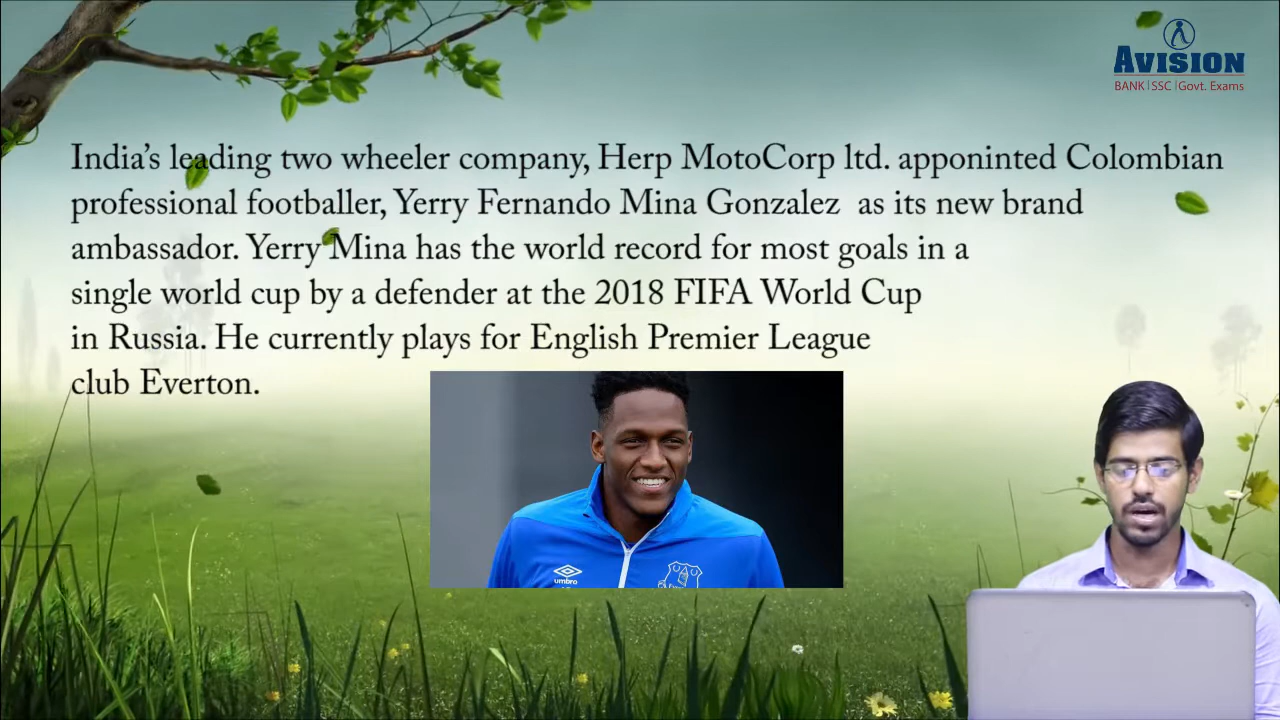 AVISION
BANK | SSC | Govt. Exams
India's leading two wheeler company, Herp MotoCorp ltd. apponinted Colombian
professional footballer, Yerry Fernando Mina Gonzalez as its new brand
ambassador. Yerry Mina has the world record for most goals in a
single world cup by a defender at the 2018 FIFA World Cup
in Russia. He currently plays for English Premier League
club Everton.
umbro